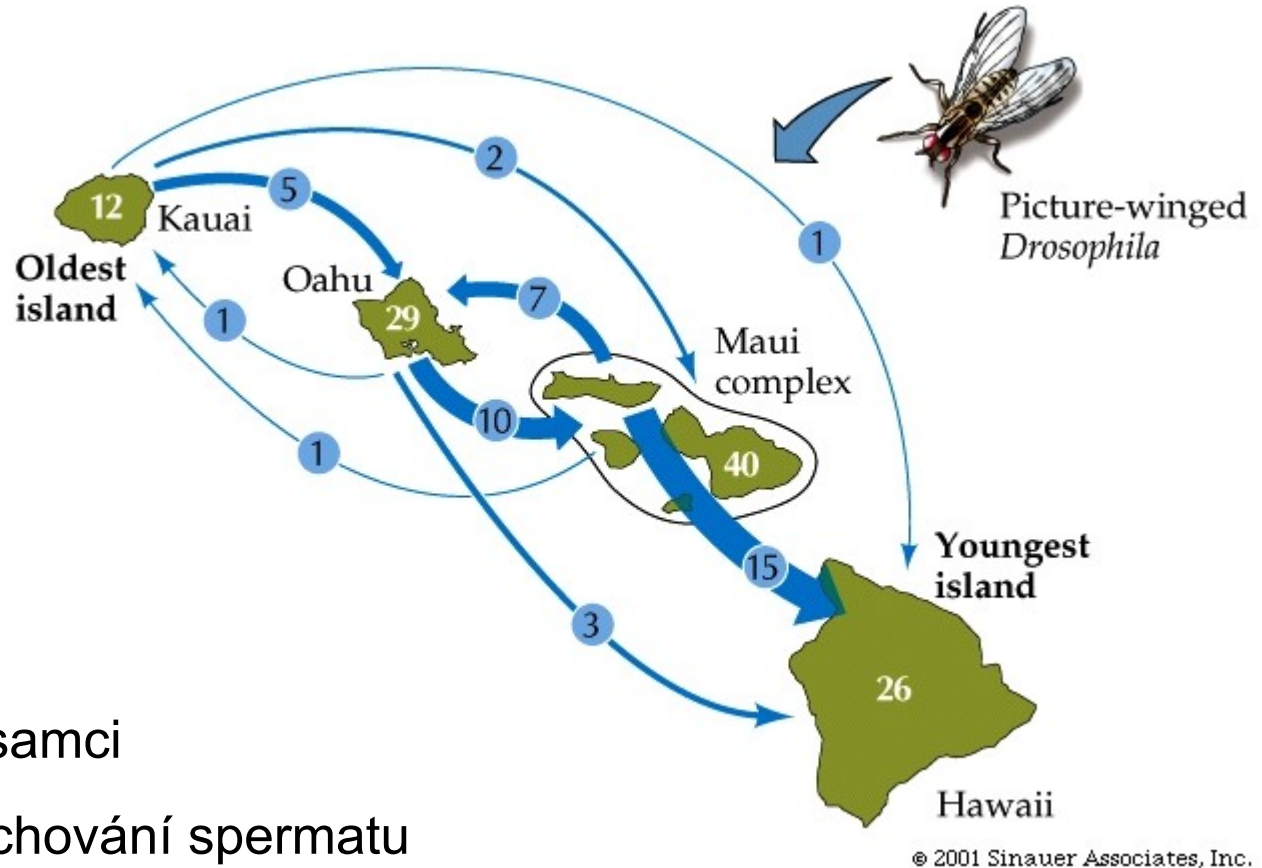 2
5
12
Kauai
1
Picture-winged
Drosophila
Oldest
island
Oahu
7
29
1
Maui
complex
10
40
1
15
Youngest
island
3
26
samci
chování spermatu
Hawaii
© 2001 Sinauer Associates, Inc.